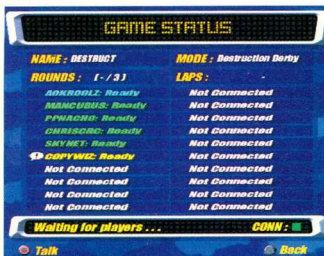 GAME STATUS
NAME : DESTRUCT
MODE : Destruction Derby
ROUNDS : (- / 3)
LAPS : -
AOKROOLZ: Ready
Not Connected
MANCUBUS: Ready
Not Connected
PPNACHO: Ready
Not Connected
CHRISCRC: Ready
Not Connected
SKYNET: Ready
Not Connected
COPYWIZ: Ready
Not Connected
Not Connected
Not Connected
Not Connected
Not Connected
Not Connected
Not Connected
Not Connected
Not Connected
Waiting for players . . .
CONN :
Talk
Back